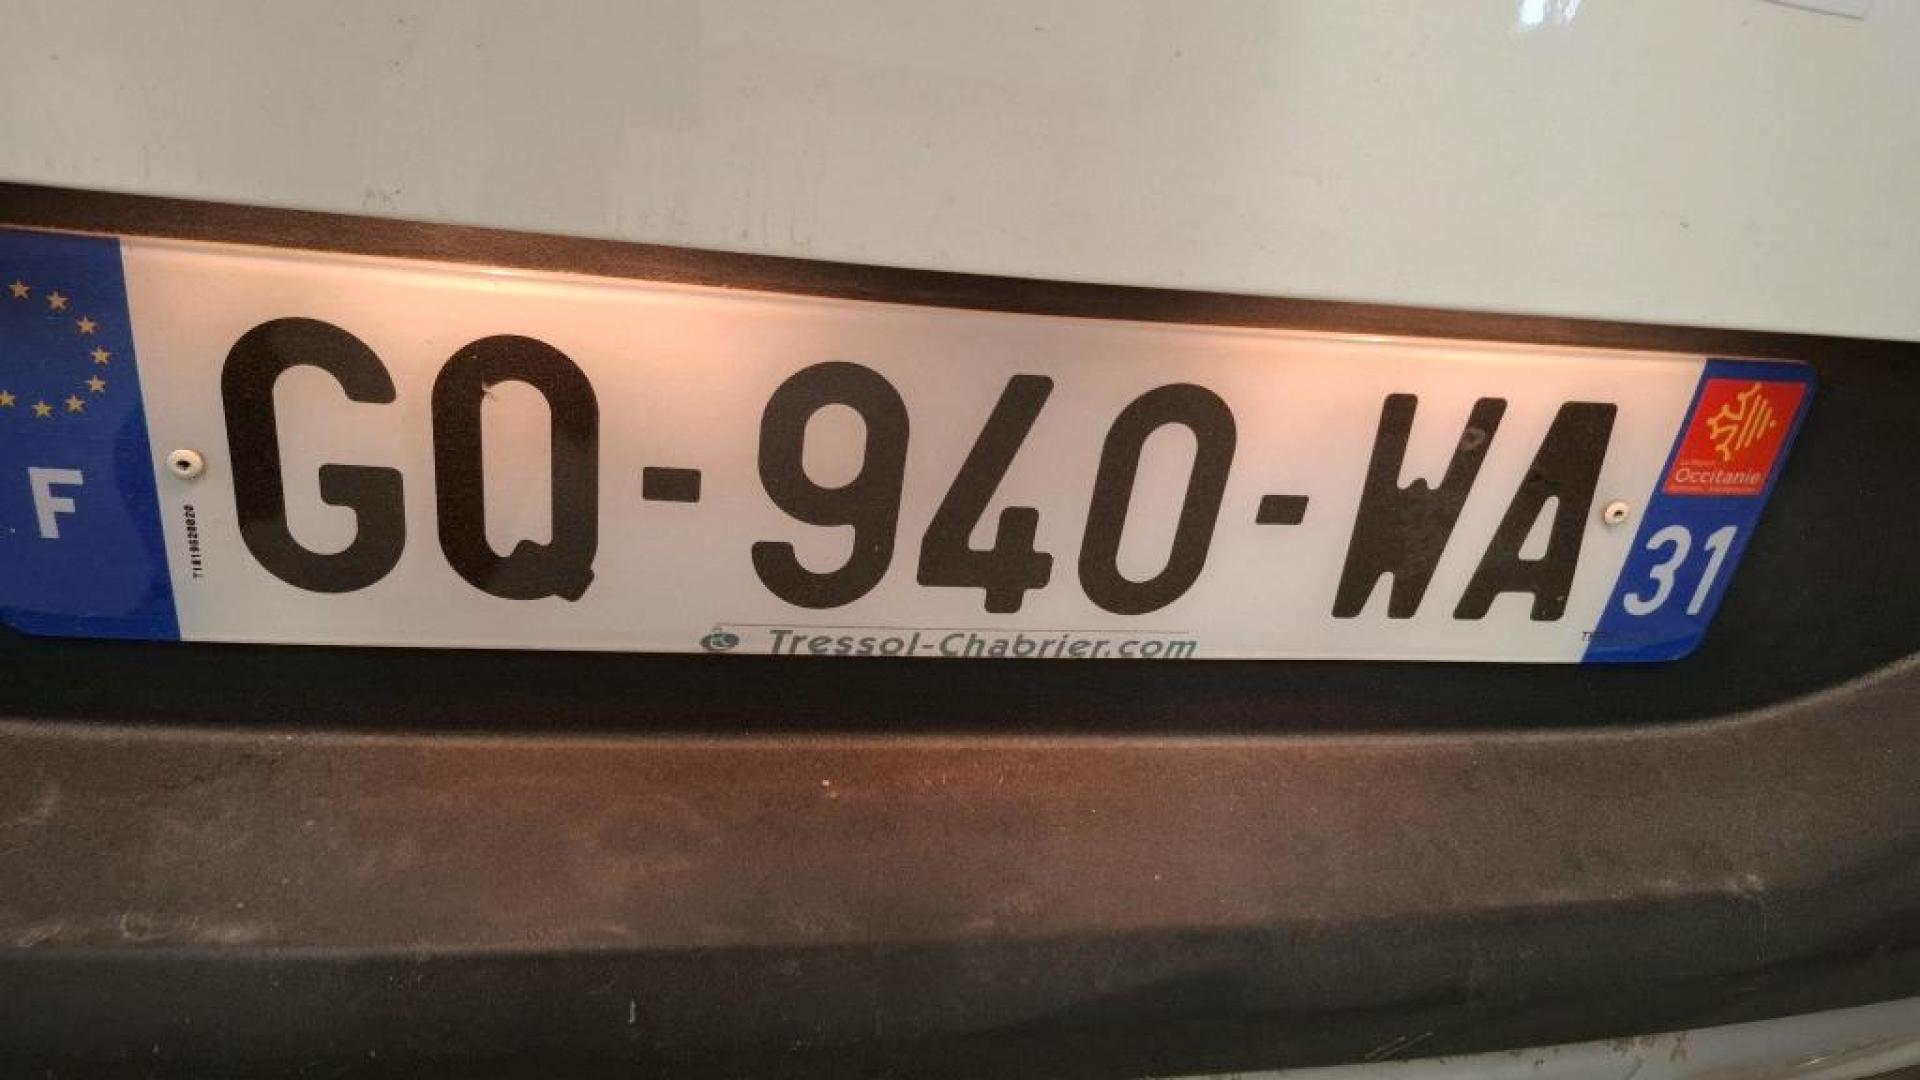 F
GQ-940-WA
Occitanie
31
Tressol-Chabrier.com